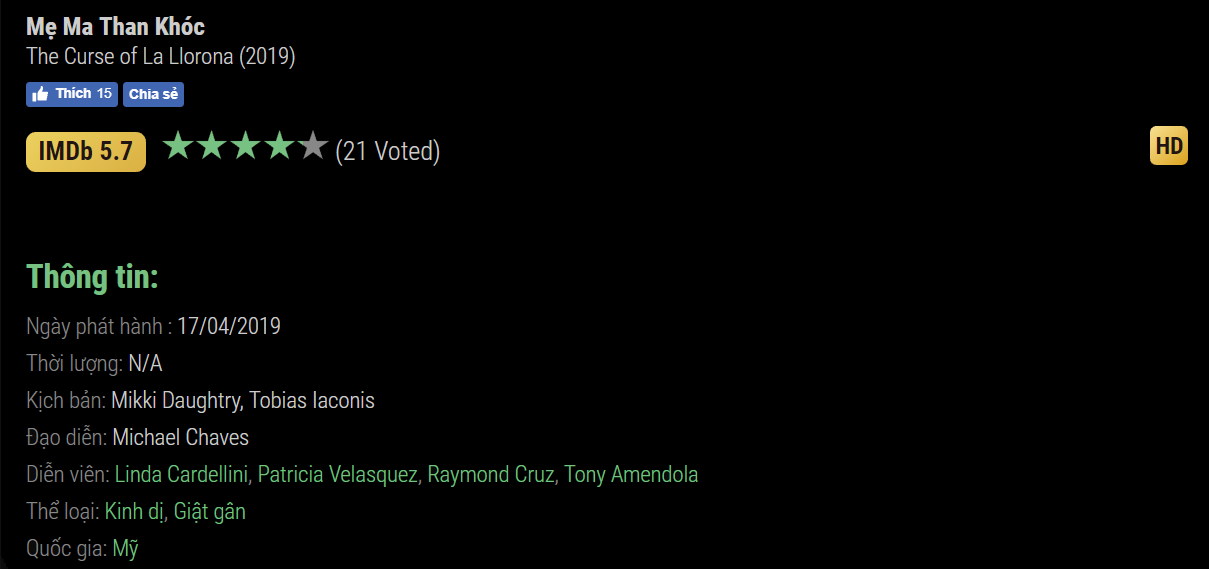 Mẹ Ma Than Khóc
The Curse of La Llorona (2019)
Thích 15 Chia sẻ
IMDb 5.7 (21 Voted) HD
Thông tin:
Ngày phát hành : 17/04/2019
Thời lượng: N/A
Kịch bản: Mikki Daughtry, Tobias Iaconis
Đạo diễn: Michael Chaves
Diễn viên: Linda Cardellini, Patricia Velasquez, Raymond Cruz, Tony Amendola
Thể loại: Kinh dị, Giật gân
Quốc gia: Mỹ